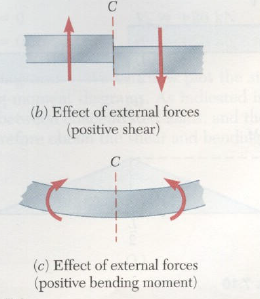 C
(b) Effect of external forces
(positive shear)
C
(c) Effect of external forces
(positive bending moment)